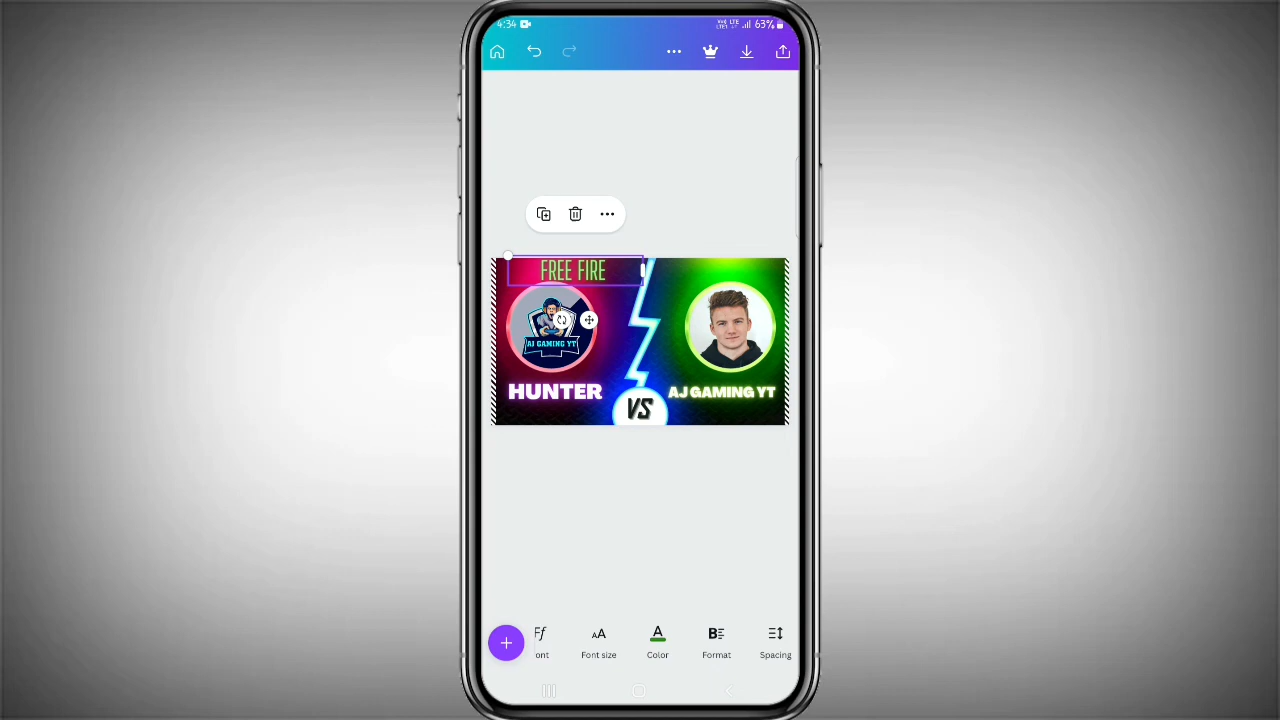 4:34
63%
FREE FIRE
AJ GAMING YT
HUNTER
AJ GAMING YT
VS
Ff
A A
A
B
ont
Font size
Color
Format
Spacing